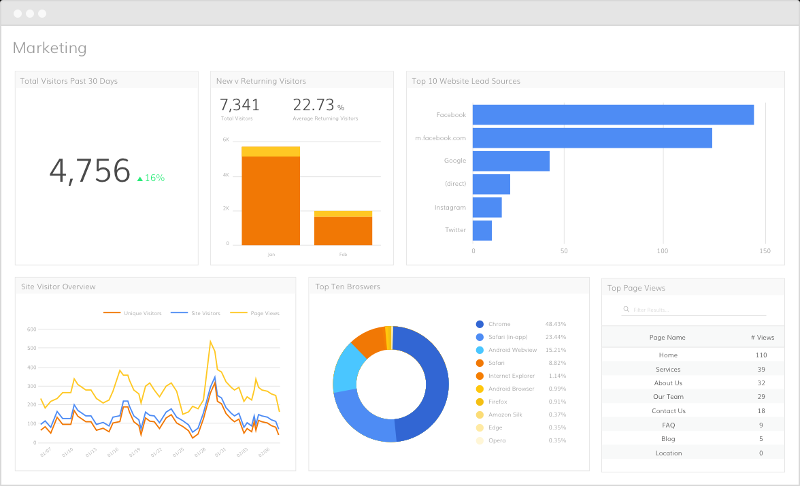 Marketing
Total Visitors Past 30 Days
4,756
16%
New v Returning Visitors
7,341
22.73 %
Total Visitors
Average Returning Visitors
6K
4K
2K
0
Jan
Feb
Top 10 Website Lead Sources
Facebook
m.facebook.com
Google
(direct)
Instagram
Twitter
0
50
100
150
Site Visitor Overview
Unique Visitors
Site Visitors
Page Views
600
500
400
300
200
100
0
Top Ten Broswers
Chrome 48.43%
Safari (in-app) 23.44%
Android Webview 15.21%
Safari 8.82%
Internet Explorer 1.14%
Android Browser 0.99%
Firefox 0.91%
Amazon Silk 0.37%
Edge 0.35%
Opera 0.35%
Top Page Views
Filter Results...
Page Name # Views
Home 110
Services 39
About Us 32
Our Team 29
Contact Us 18
FAQ 9
Blog 5
Location 0